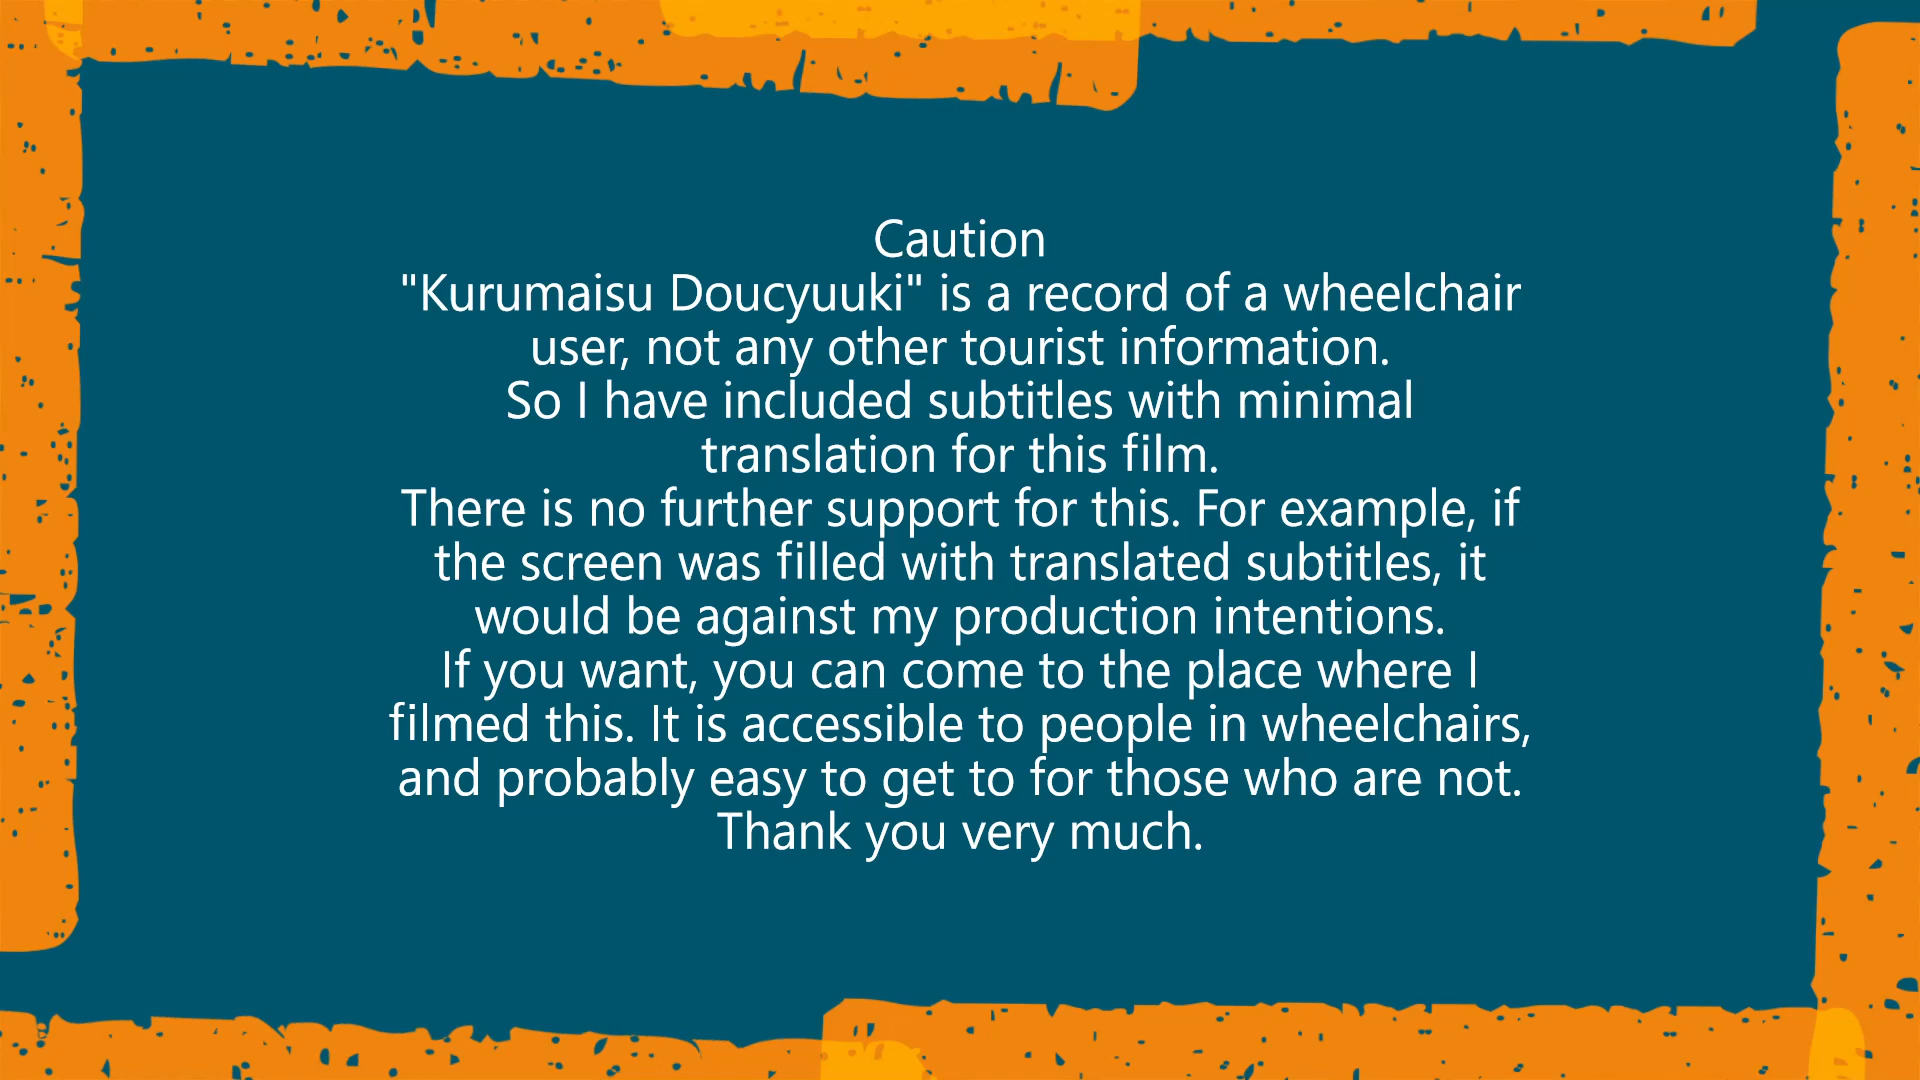 Caution
"Kurumaisu Doucyuuki" is a record of a wheelchair
user, not any other tourist information.
So I have included subtitles with minimal
translation for this film.
There is no further support for this. For example, if
the screen was filled with translated subtitles, it
would be against my production intentions.
If you want, you can come to the place where I
filmed this. It is accessible to people in wheelchairs,
and probably easy to get to for those who are not.
Thank you very much.